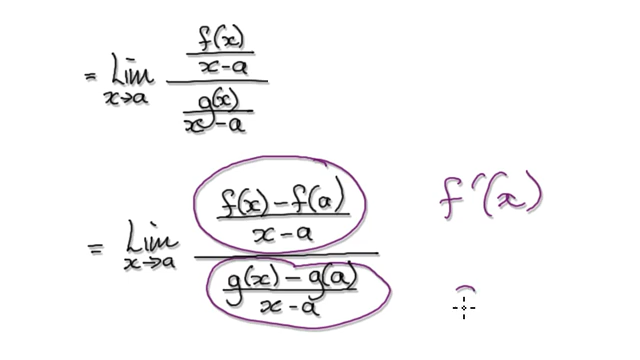 = Lim x→a (f(x)/(x-a)) / (g(x)/(x-a))
= Lim x→a ((f(x)-f(a))/(x-a)) / ((g(x)-g(a))/(x-a))
f'(x)